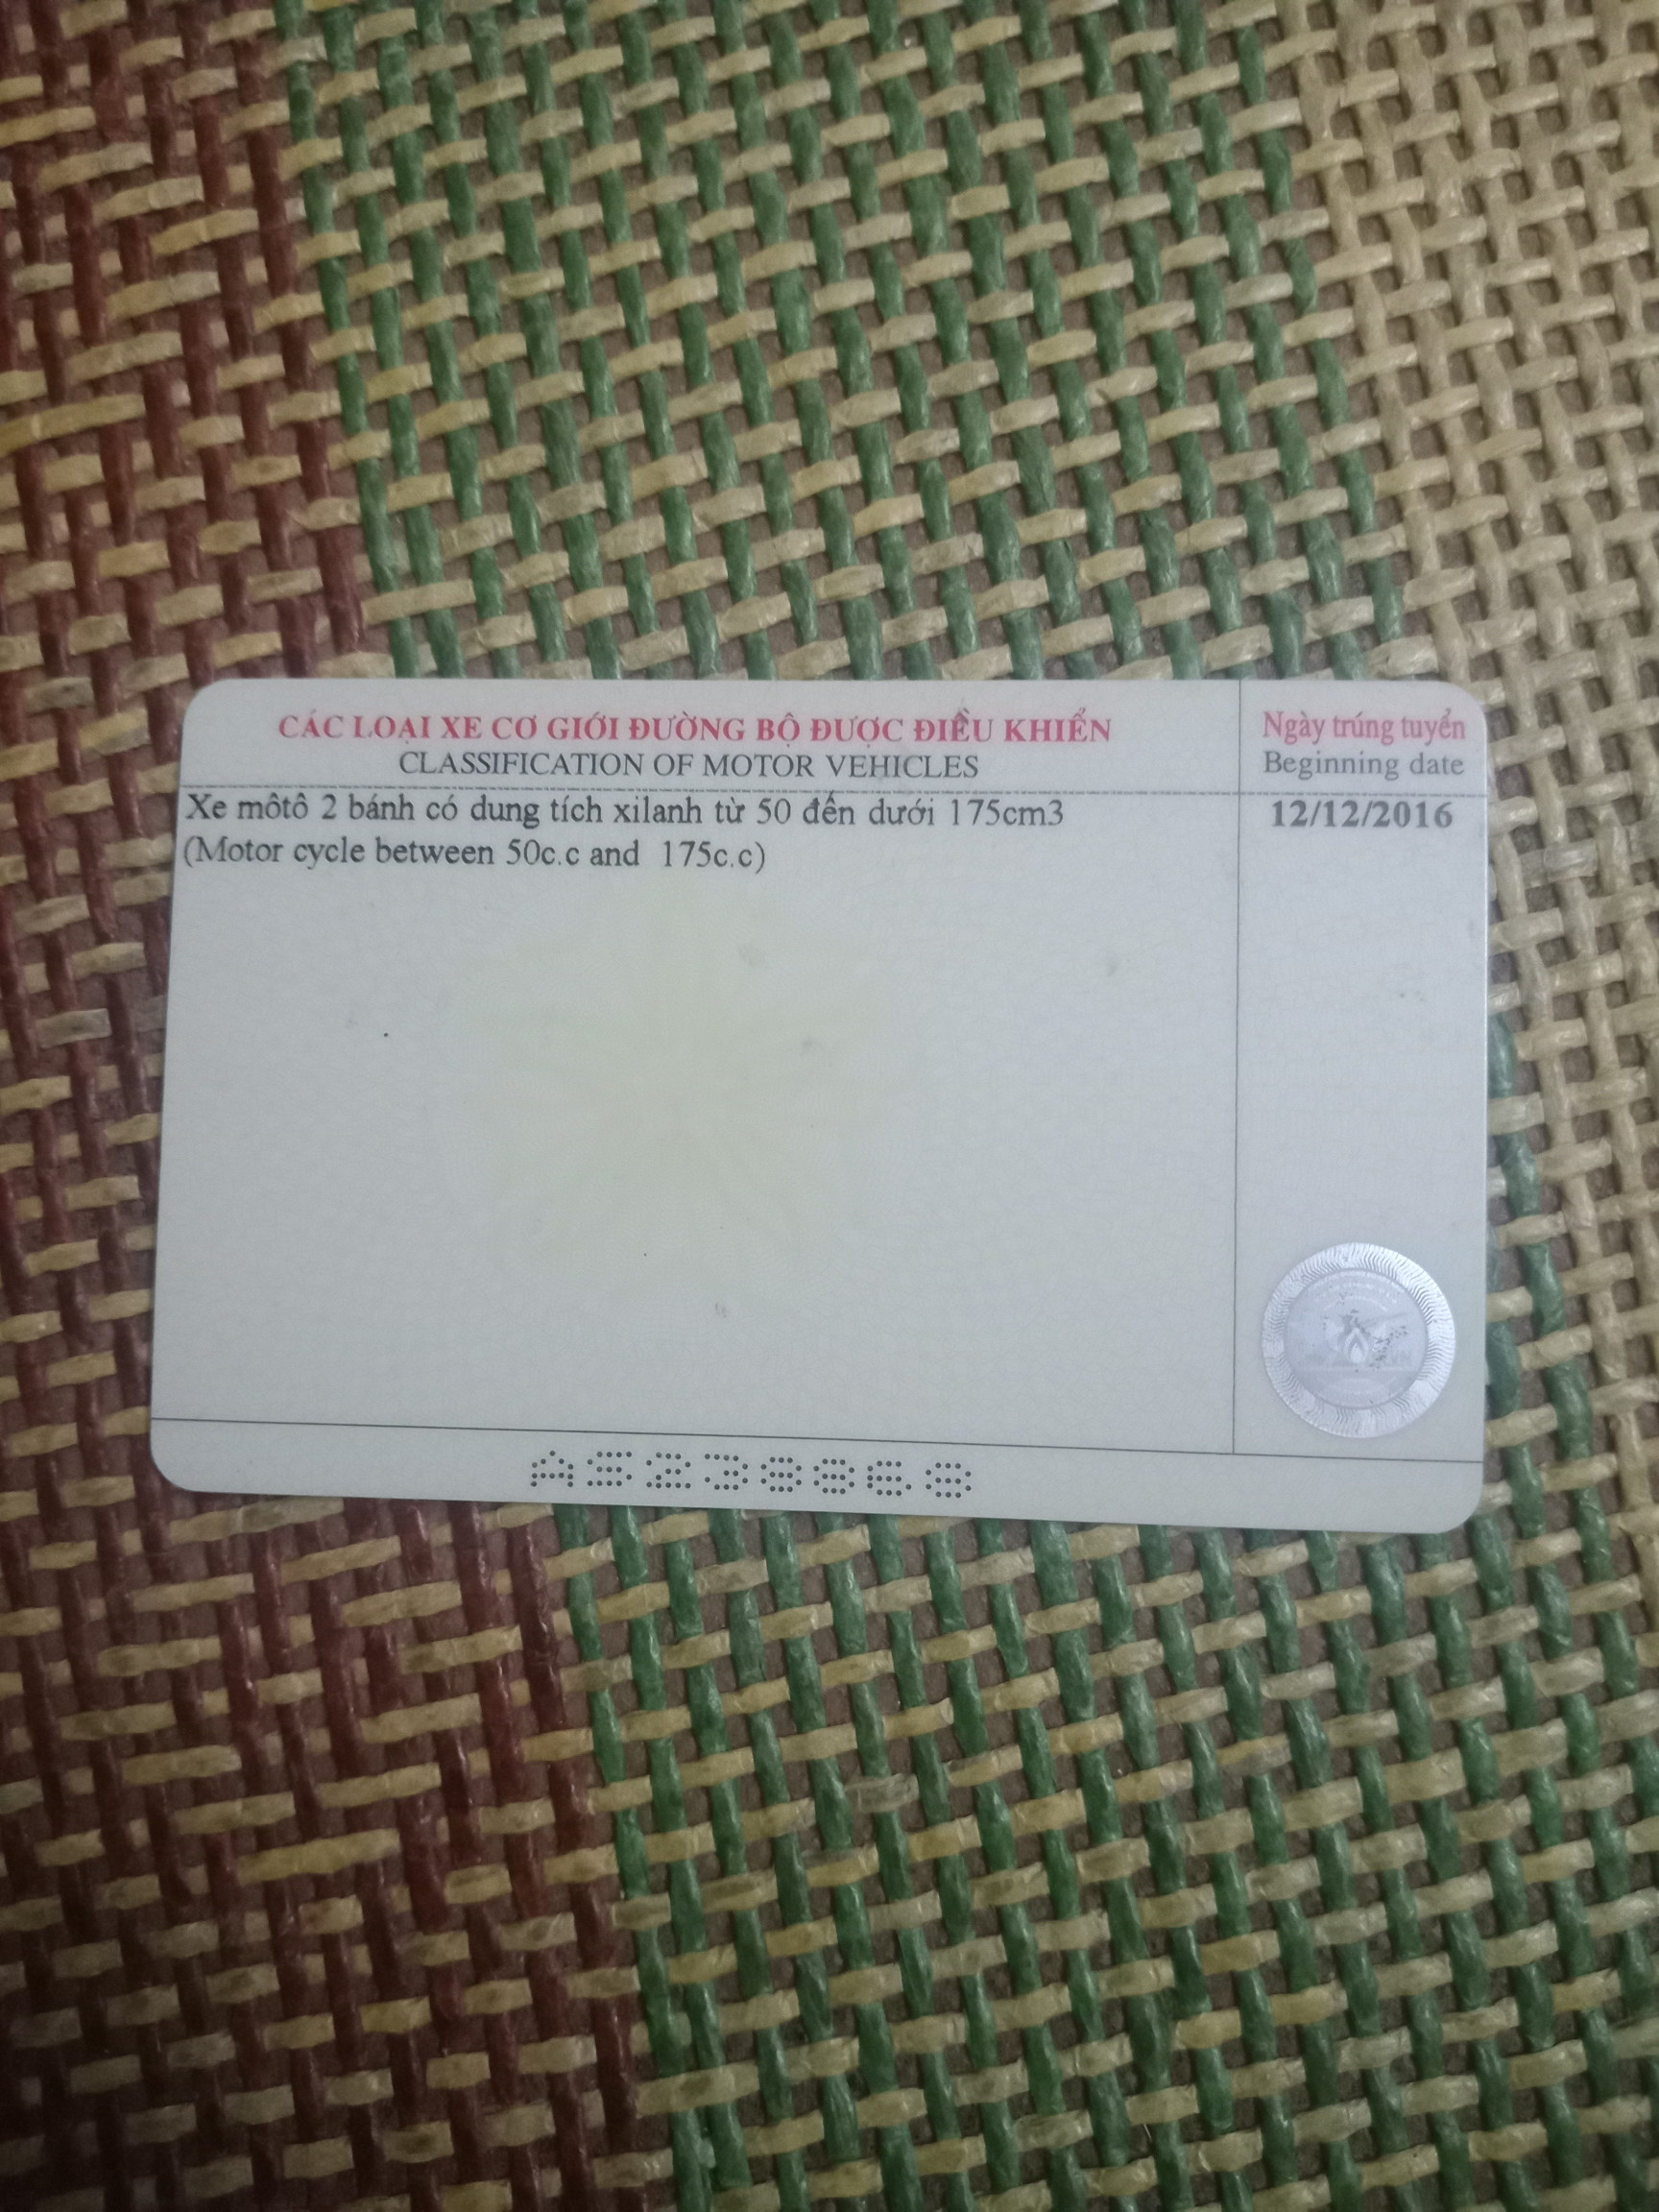 CÁC LOẠI XE CƠ GIỚI ĐƯỜNG BỘ ĐƯỢC ĐIỀU KHIỂN
CLASSIFICATION OF MOTOR VEHICLES
Ngày trúng tuyển
Beginning date
Xe môtô 2 bánh có dung tích xilanh từ 50 đến dưới 175cm3
(Motor cycle between 50c.c and 175c.c)
12/12/2016
AS238868